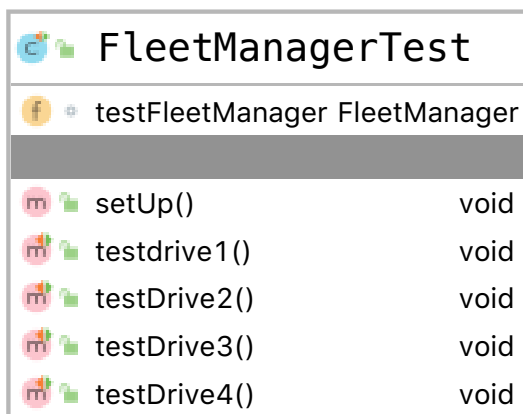 FleetManagerTest
testFleetManager FleetManager
setUp() void
testdrive1() void
testDrive2() void
testDrive3() void
testDrive4() void